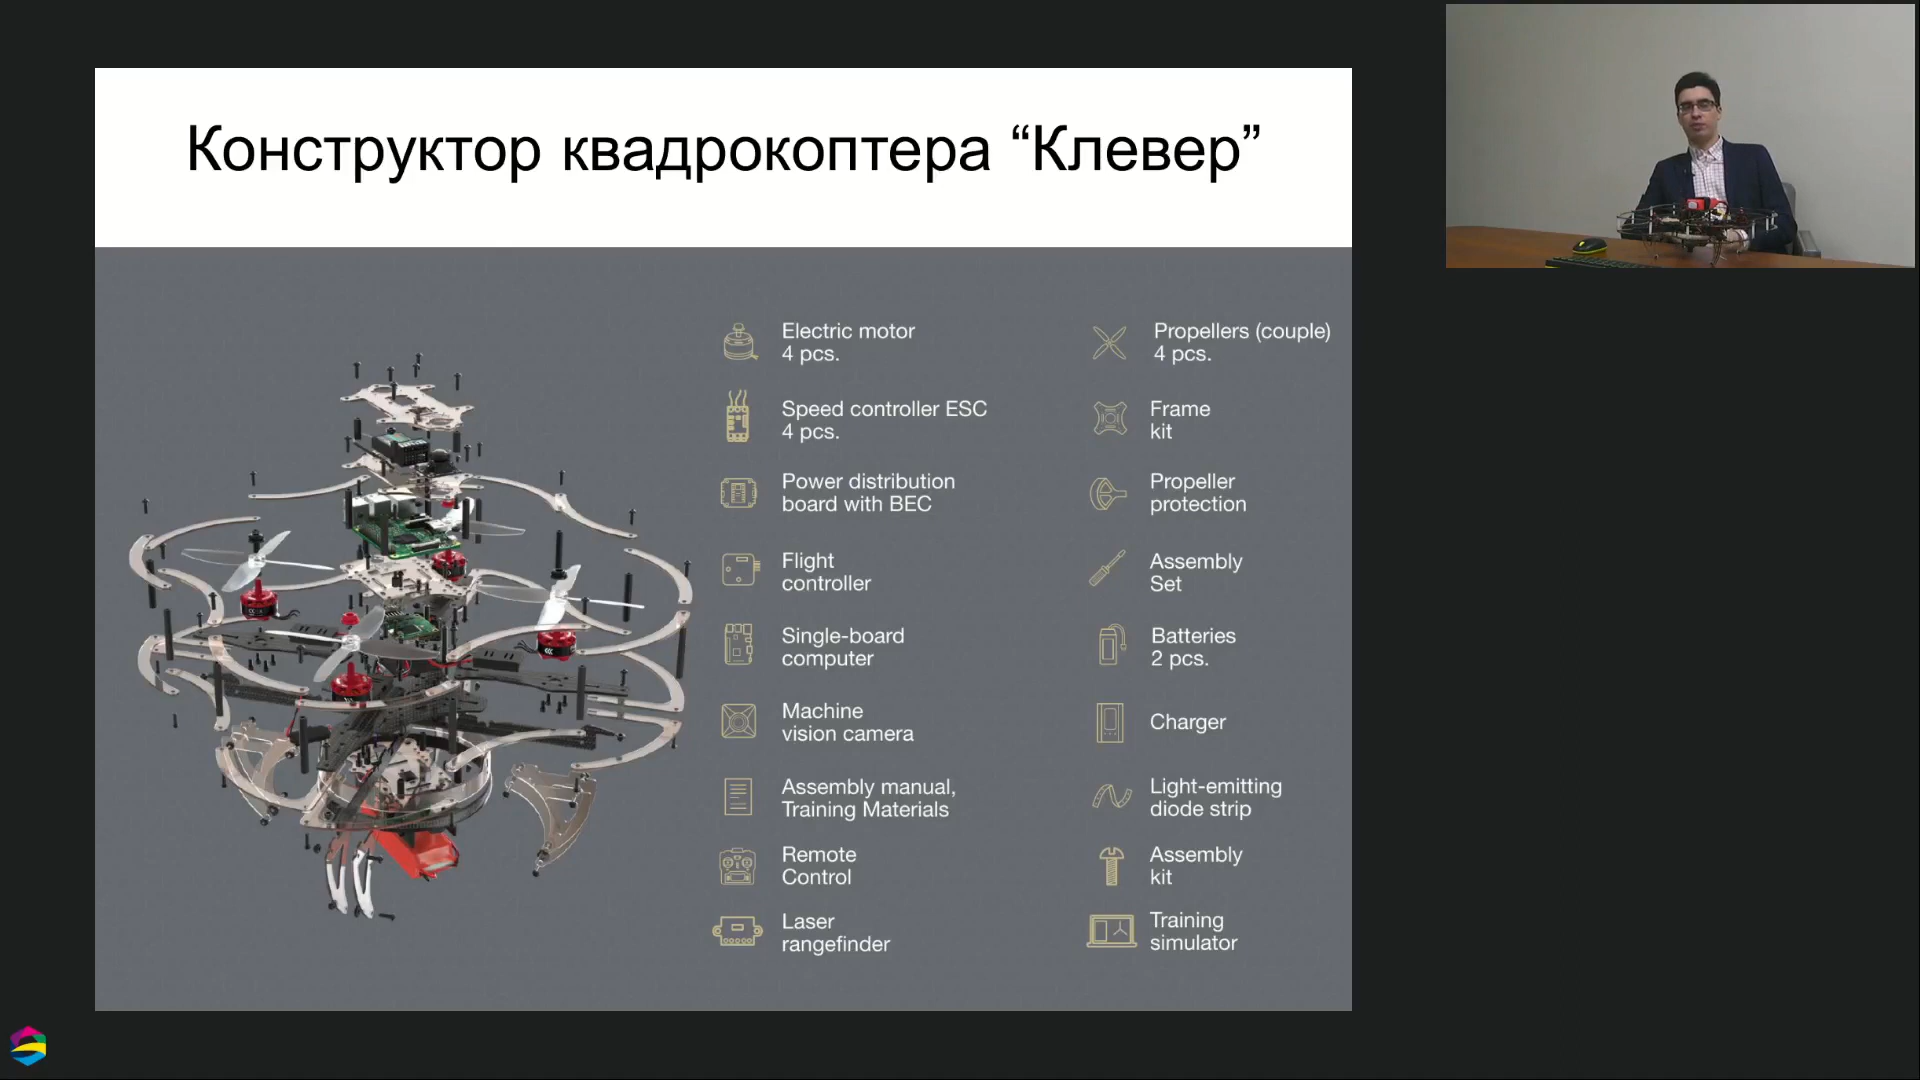 Конструктор квадрокоптера “Клевер”
Electric motor
4 pcs.
Speed controller ESC
4 pcs.
Power distribution
board with BEC
Flight
controller
Single-board
computer
Machine
vision camera
Assembly manual,
Training Materials
Remote
Control
Laser
rangefinder
Propellers (couple)
4 pcs.
Frame
kit
Propeller
protection
Assembly
Set
Batteries
2 pcs.
Charger
Light-emitting
diode strip
Assembly
kit
Training
simulator